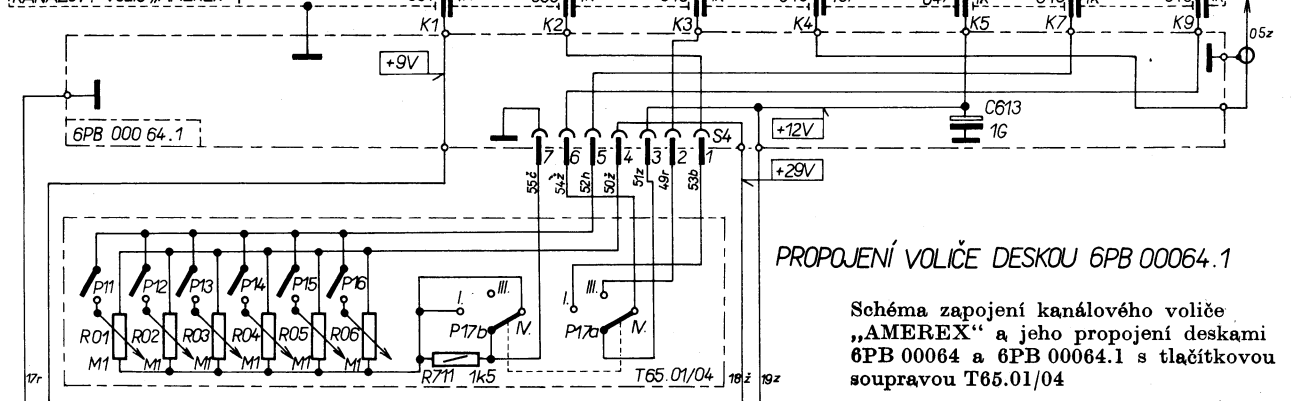 K1 K2 K3 K4 K5 K7 K9
05z
+9V
C613
1G
6PB 000 64.1
+12V
S4
7 6 5 4 3 2 1
+29V
55č 54ž 52h 50ž 51z 49r 53b
PROPOJENÍ VOLIČE DESKOU 6PB 00064.1
P11 P12 P13 P14 P15 P16
I. III. IV. P17b
I. III. IV. P17a
R01 R02 R03 R04 R05 R06
M1 M1 M1 M1 M1 M1
R711 1k5
T65.01/04
17r
18ž 19z
Schéma zapojení kanálového voliče
„AMEREX“ a jeho propojení deskami
6PB 00064 a 6PB 00064.1 s tlačítkovou
soupravou T65.01/04